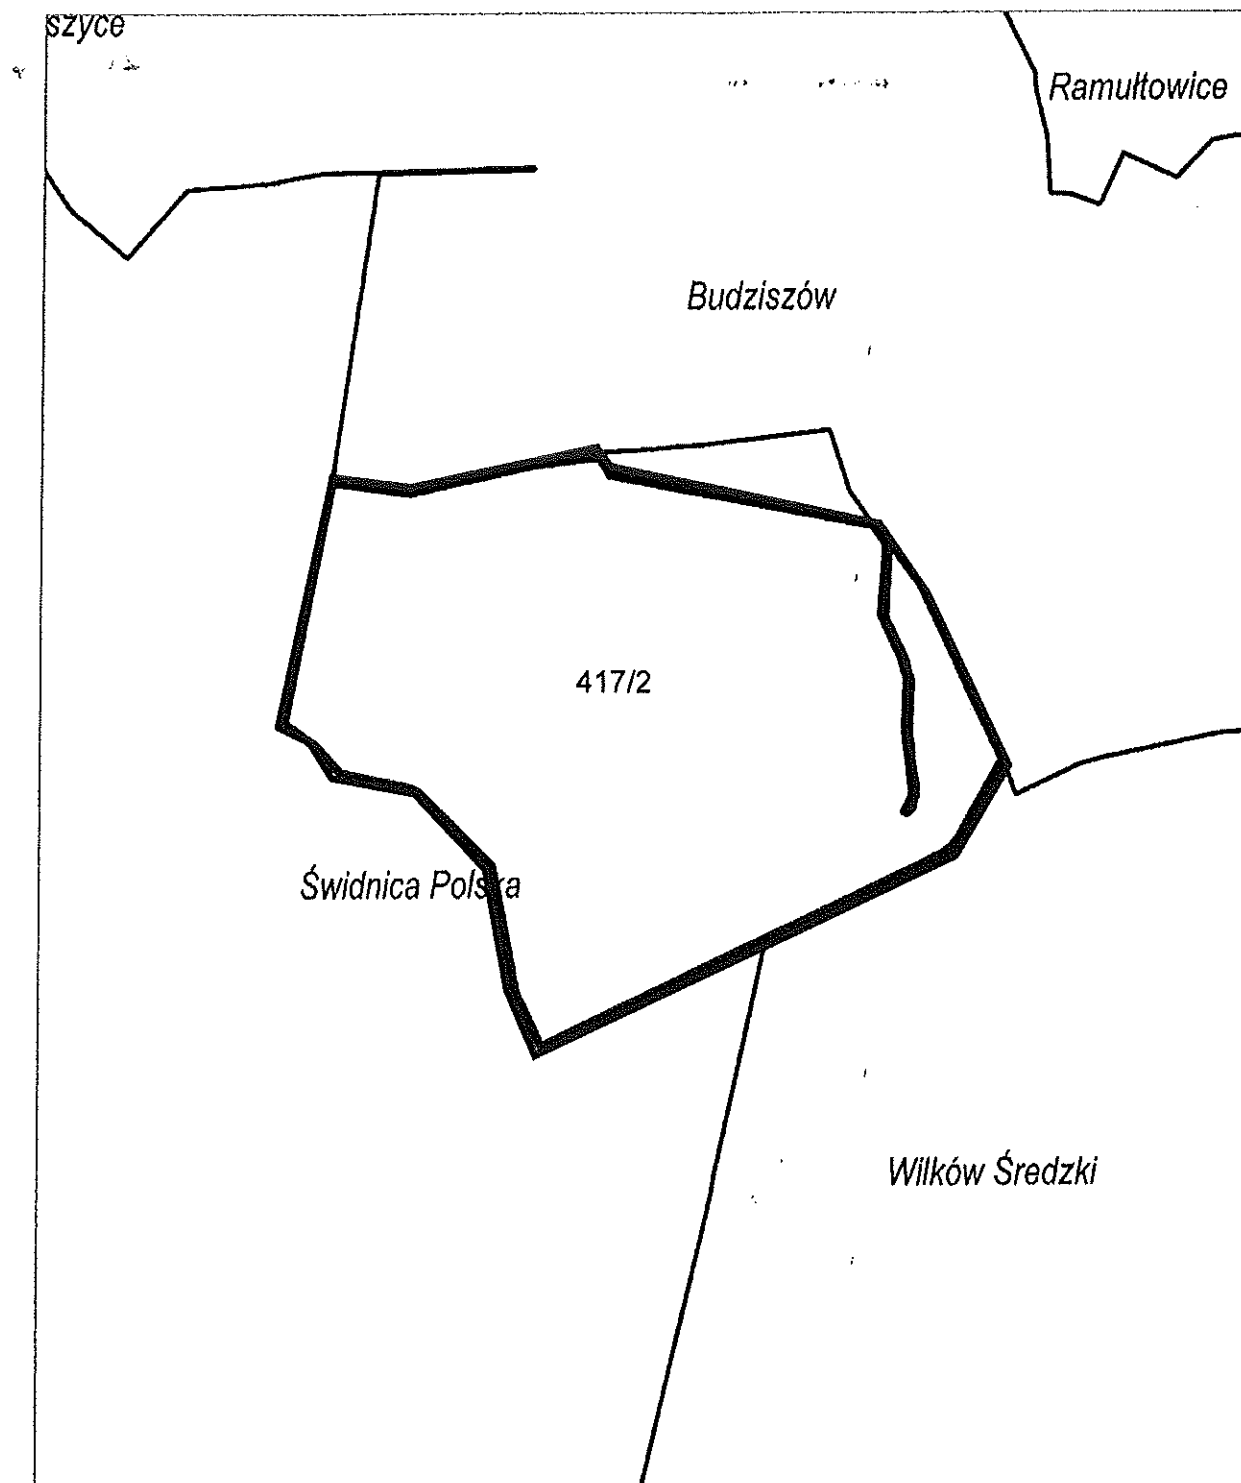 szyce
Ramułtowice
Budziszów
417/2
Świdnica Polska
Wilków Średzki